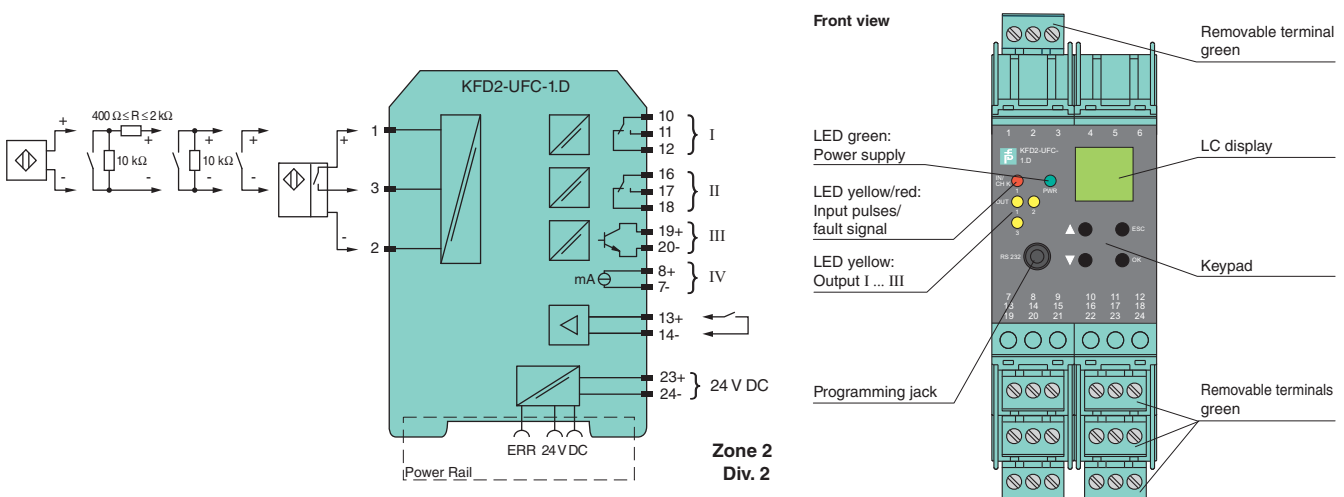 KFD2-UFC-1.D
+
-
400 Ω ≤ R ≤ 2 kΩ
10 kΩ
+
-
10 kΩ
+
-
+
-
+
-
1
3
2
10
11
12
I
16
17
18
II
19+
20-
III
mA
8+
7-
IV
13+
14-
23+
24-
24 V DC
ERR 24 V DC
Power Rail
Zone 2
Div. 2
Front view
Removable terminal
green
LED green:
Power supply
LC display
LED yellow/red:
Input pulses/
fault signal
LED yellow:
Output I ... III
Keypad
Programming jack
Removable terminals
green
1 2 3 4 5 6
KFD2-UFC-
1.D
IN/
CHK
1
PWR
OUT
1
2
3
ESC
OK
RS 232
7 8 9 10 11 12
13 14 15 16 17 18
19 20 21 22 23 24